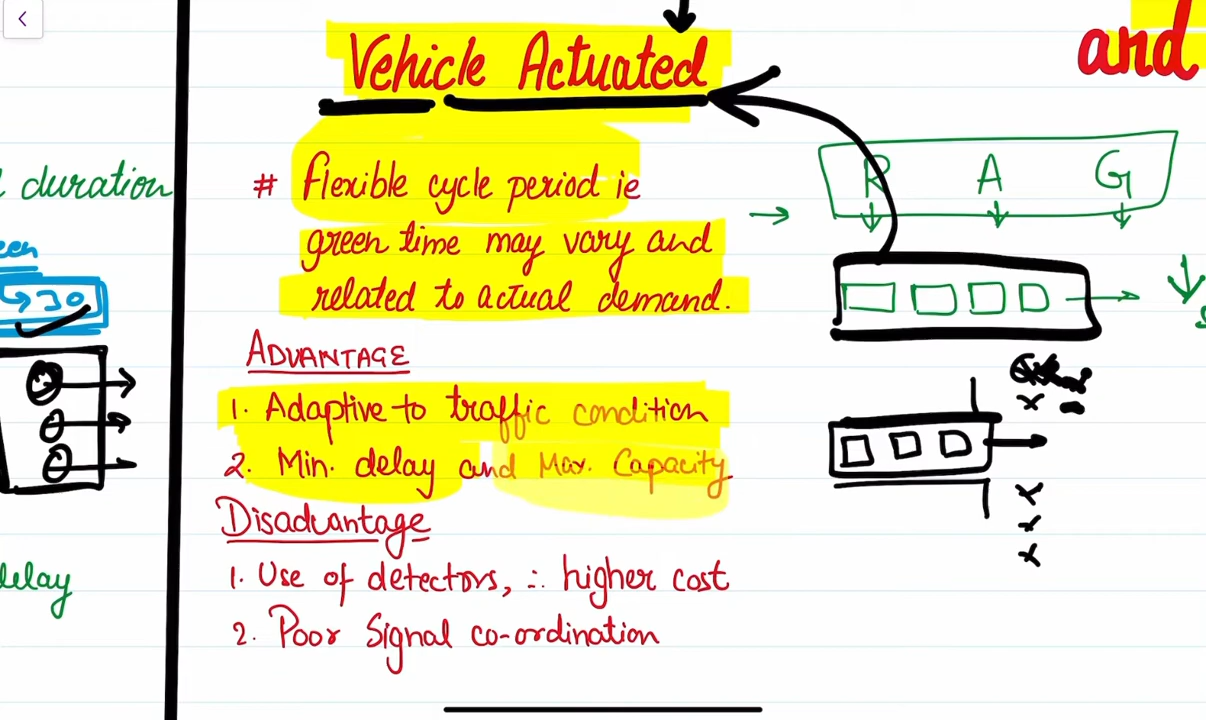 Vehicle Actuated
and
R A G
duration
# flexible cycle period ie
green time may vary and
related to actual demand.
30
ADVANTAGE
1. Adaptive to traffic condition
2. Min. delay and Max. Capacity
Disadvantage
1. Use of detectors, ∴ higher cost
delay
2. Poor Signal co-ordination